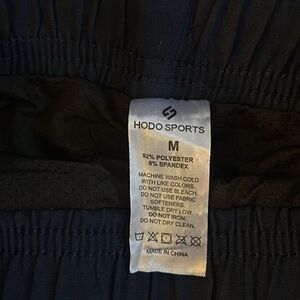 HODO SPORTS
M
92% POLYESTER
8% SPANDEX
MACHINE WASH COLD
WITH LIKE COLORS.
DO NOT USE BLEACH.
DO NOT USE FABRIC
SOFTENERS.
TUMBLE DRY LOW.
DO NOT IRON.
DO NOT DRY CLEAN.
MADE IN CHINA